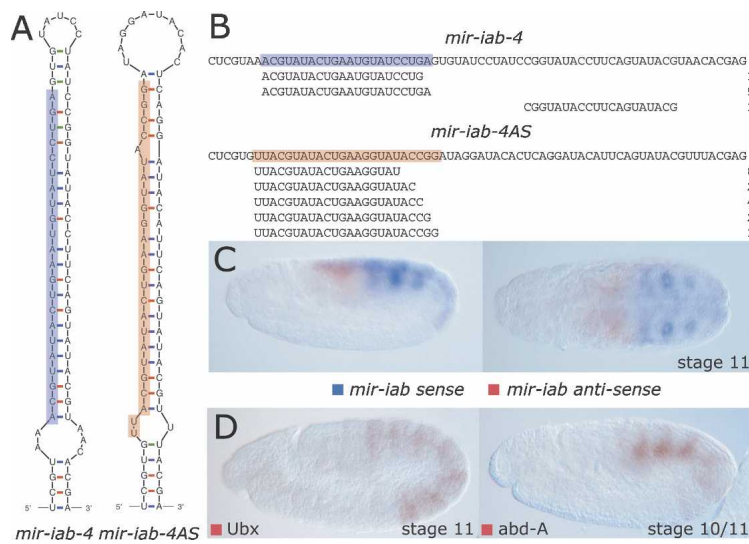 A
5'
3'
5'
3'
mir-iab-4 mir-iab-4AS
B
mir-iab-4
CUCGUAAACGUAUACUGAAUGUAUCCUGAGUGUAUCCUAUCCGGUAUACCUUCAGUAUACGUAACACGAG
ACGUAUACUGAAUGUAUCCUG
ACGUAUACUGAAUGUAUCCUGA
CGGUAUACCUUCAGUAUACG
mir-iab-4AS
CUCGUGUUACGUAUACUGAAGGUAUACCGGAUAGGAUACACUCAGGAUACAUUCAGUAUACGUUUACGAG
UUACGUAUACUGAAGGUAU
UUACGUAUACUGAAGGUAUAC
UUACGUAUACUGAAGGUAUACC
UUACGUAUACUGAAGGUAUACCG
UUACGUAUACUGAAGGUAUACCGG
C
stage 11
mir-iab sense
mir-iab anti-sense
D
Ubx
stage 11
abd-A
stage 10/11